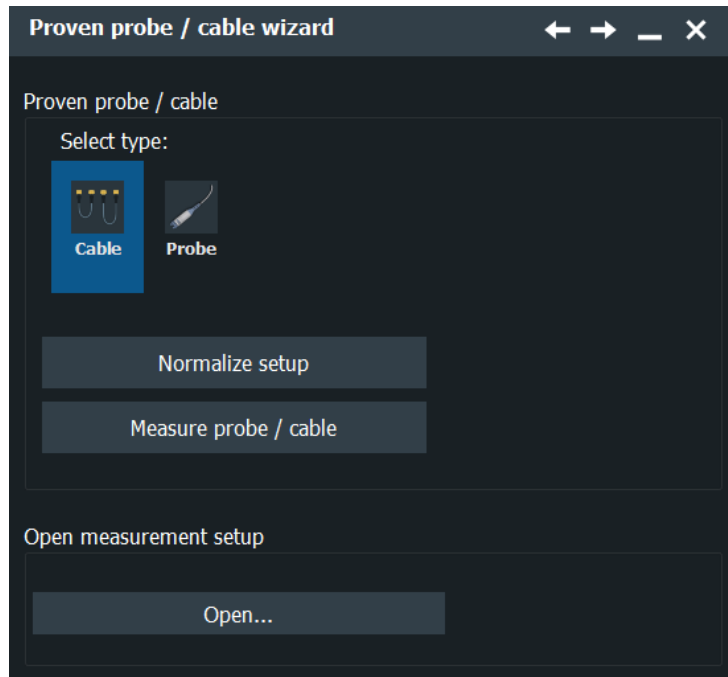 Proven probe / cable wizard
Proven probe / cable
Select type:
Cable Probe
Normalize setup
Measure probe / cable
Open measurement setup
Open...